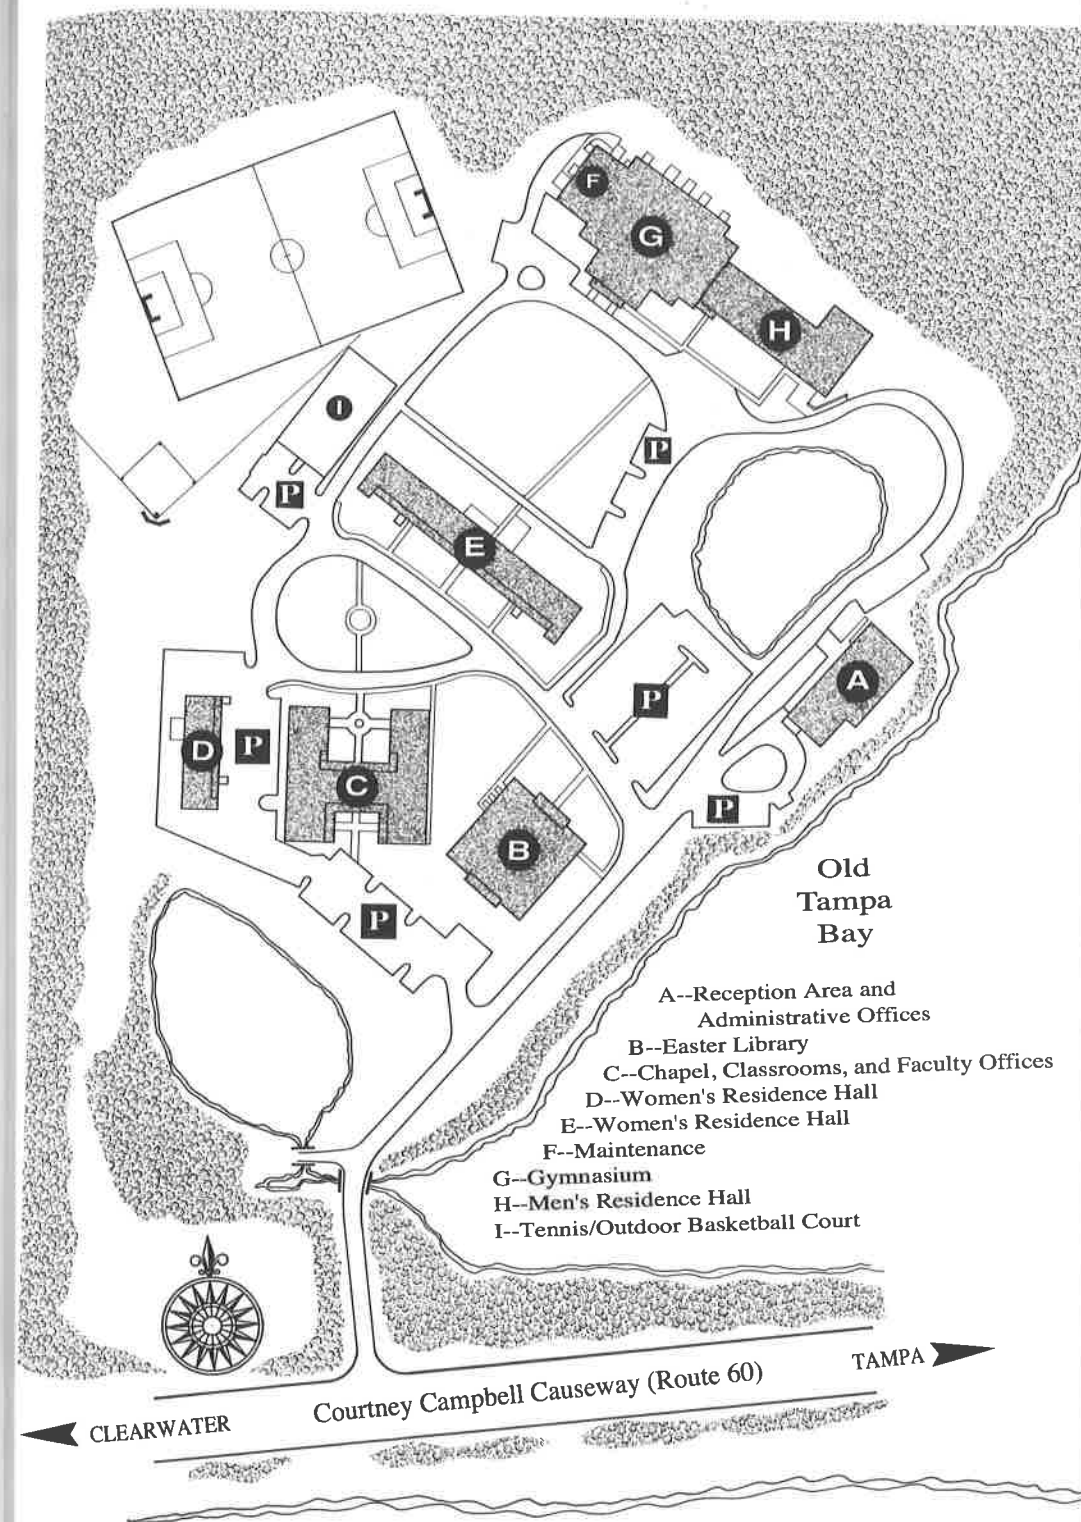 F
G
H
I
P
P
E
A
P
D
P
C
P
B
P
Old
Tampa
Bay
A--Reception Area and
Administrative Offices
B--Easter Library
C--Chapel, Classrooms, and Faculty Offices
D--Women's Residence Hall
E--Women's Residence Hall
F--Maintenance
G--Gymnasium
H--Men's Residence Hall
I--Tennis/Outdoor Basketball Court
TAMPA
Courtney Campbell Causeway (Route 60)
CLEARWATER